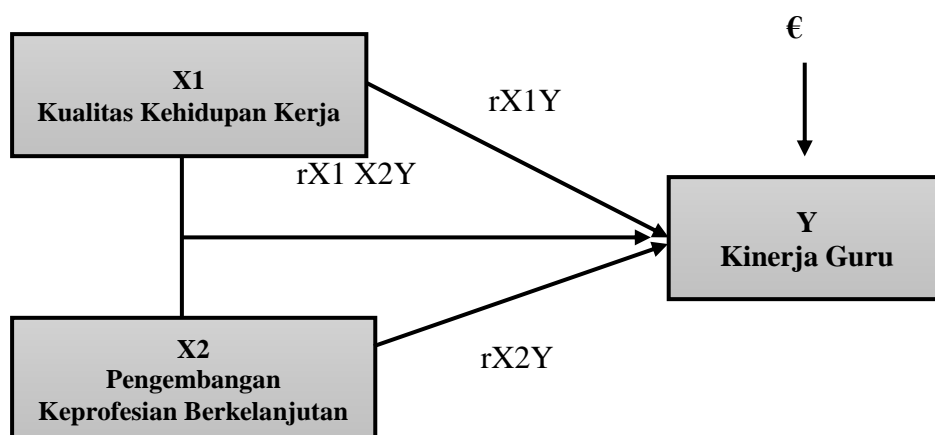 €
X1
Kualitas Kehidupan Kerja
rX1Y
rX1 X2Y
Y
Kinerja Guru
X2
Pengembangan
Keprofesian Berkelanjutan
rX2Y